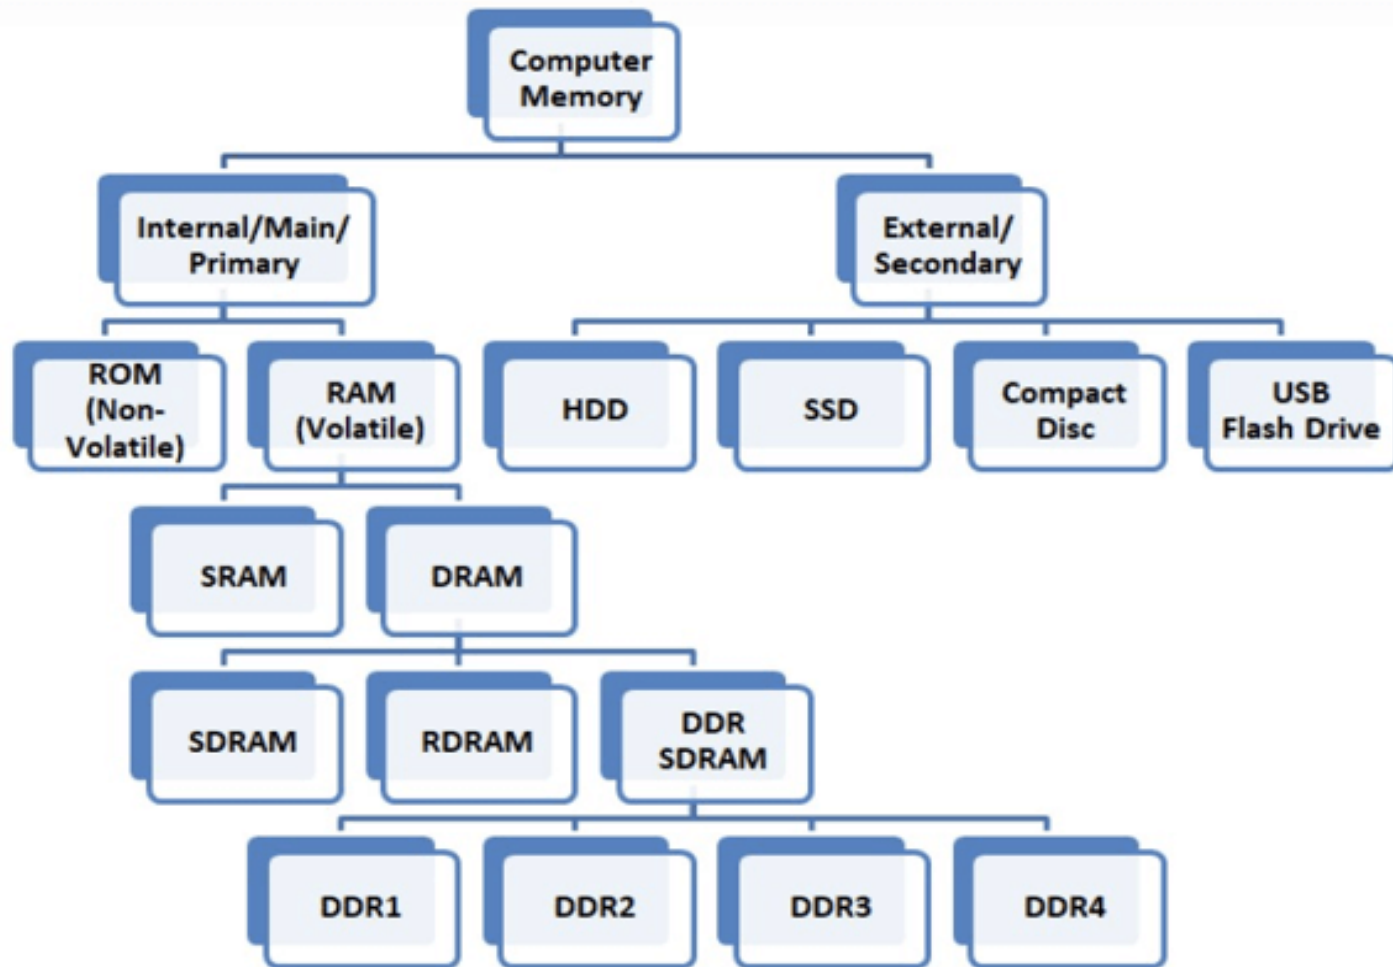 Computer
Memory
Internal/Main/
Primary
External/
Secondary
ROM
(Non-
Volatile)
RAM
(Volatile)
HDD
SSD
Compact
Disc
USB
Flash Drive
SRAM
DRAM
SDRAM
RDRAM
DDR
SDRAM
DDR1
DDR2
DDR3
DDR4